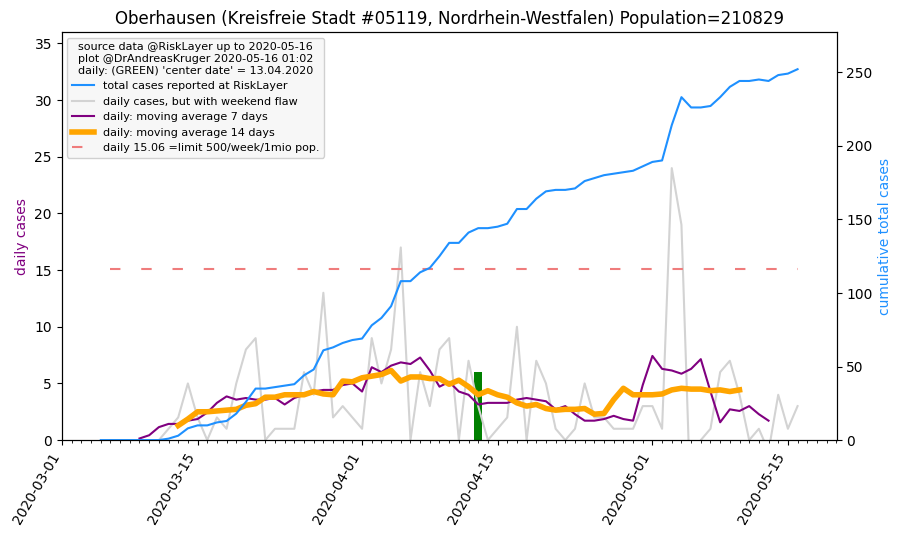 Oberhausen (Kreisfreie Stadt #05119, Nordrhein-Westfalen) Population=210829
source data @RiskLayer up to 2020-05-16
plot @DrAndreasKruger 2020-05-16 01:02
daily: (GREEN) 'center date' = 13.04.2020
total cases reported at RiskLayer
daily cases, but with weekend flaw
daily: moving average 7 days
daily: moving average 14 days
daily 15.06 =limit 500/week/1mio pop.
35
30
25
20
15
10
5
0
daily cases
250
200
150
100
50
0
cumulative total cases
2020-03-01
2020-03-15
2020-04-01
2020-04-15
2020-05-01
2020-05-15